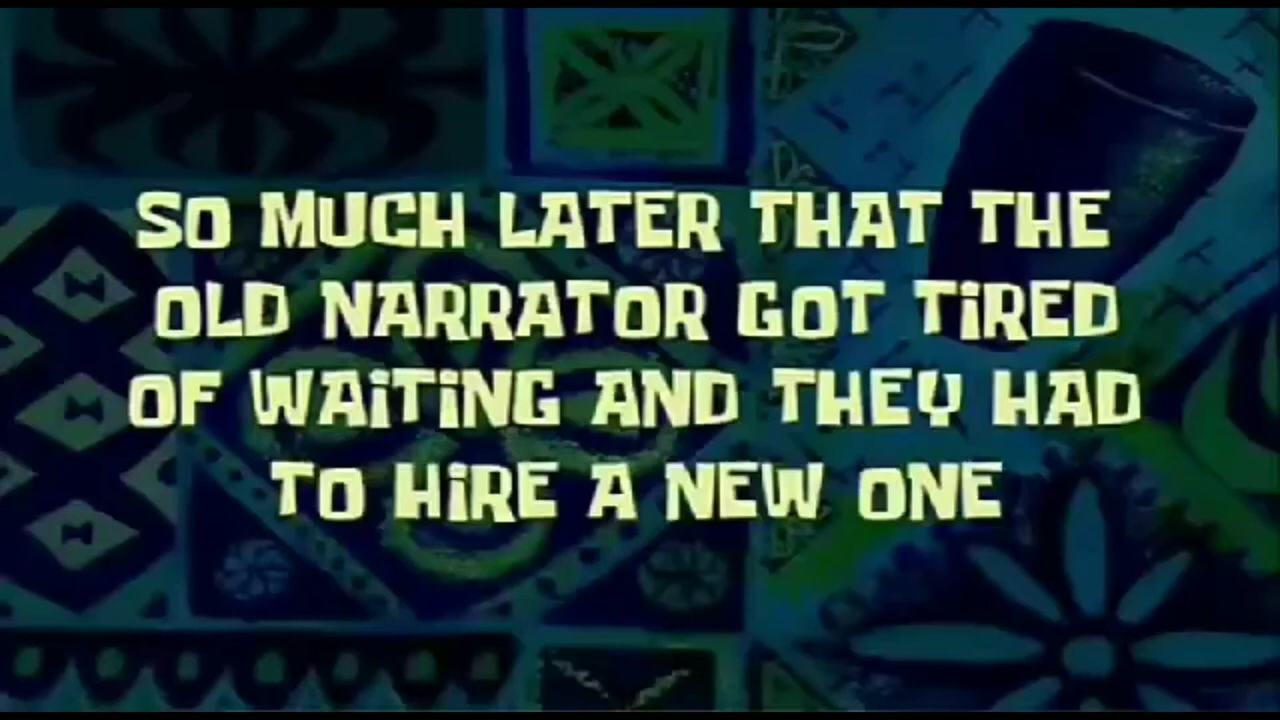 SO MUCH LATER THAT THE
OLD NARRATOR GOT TiRED
OF WAiTiNG AND THEY HAD
TO HiRE A NEW ONE